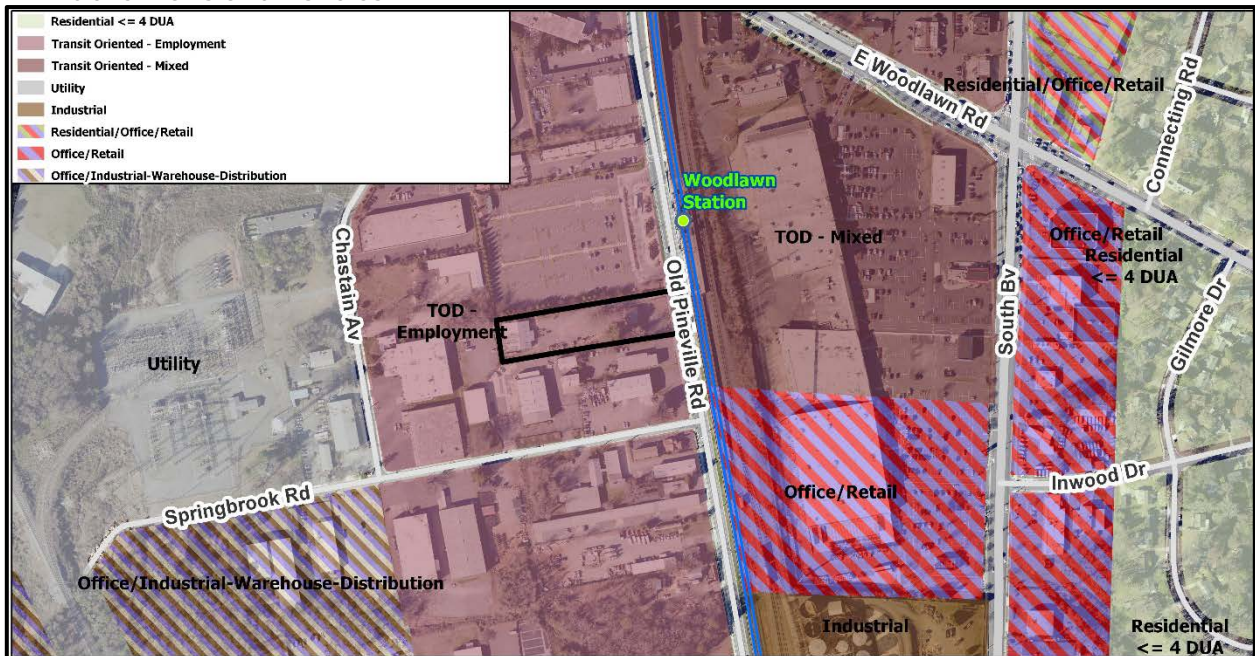 Residential <= 4 DUA
Transit Oriented - Employment
Transit Oriented - Mixed
Utility
Industrial
Residential/Office/Retail
Office/Retail
Office/Industrial-Warehouse-Distribution
E Woodlawn Rd
Residential/Office/Retail
Connecting Rd
Woodlawn
Station
Chastain Av
TOD - Mixed
Office/Retail
Residential
<= 4 DUA
Old Pineville Rd
South Bv
Gilmore Dr
TOD -
Employment
Utility
Springbrook Rd
Office/Retail
Inwood Dr
Office/Industrial-Warehouse-Distribution
Industrial
Residential
<= 4 DUA